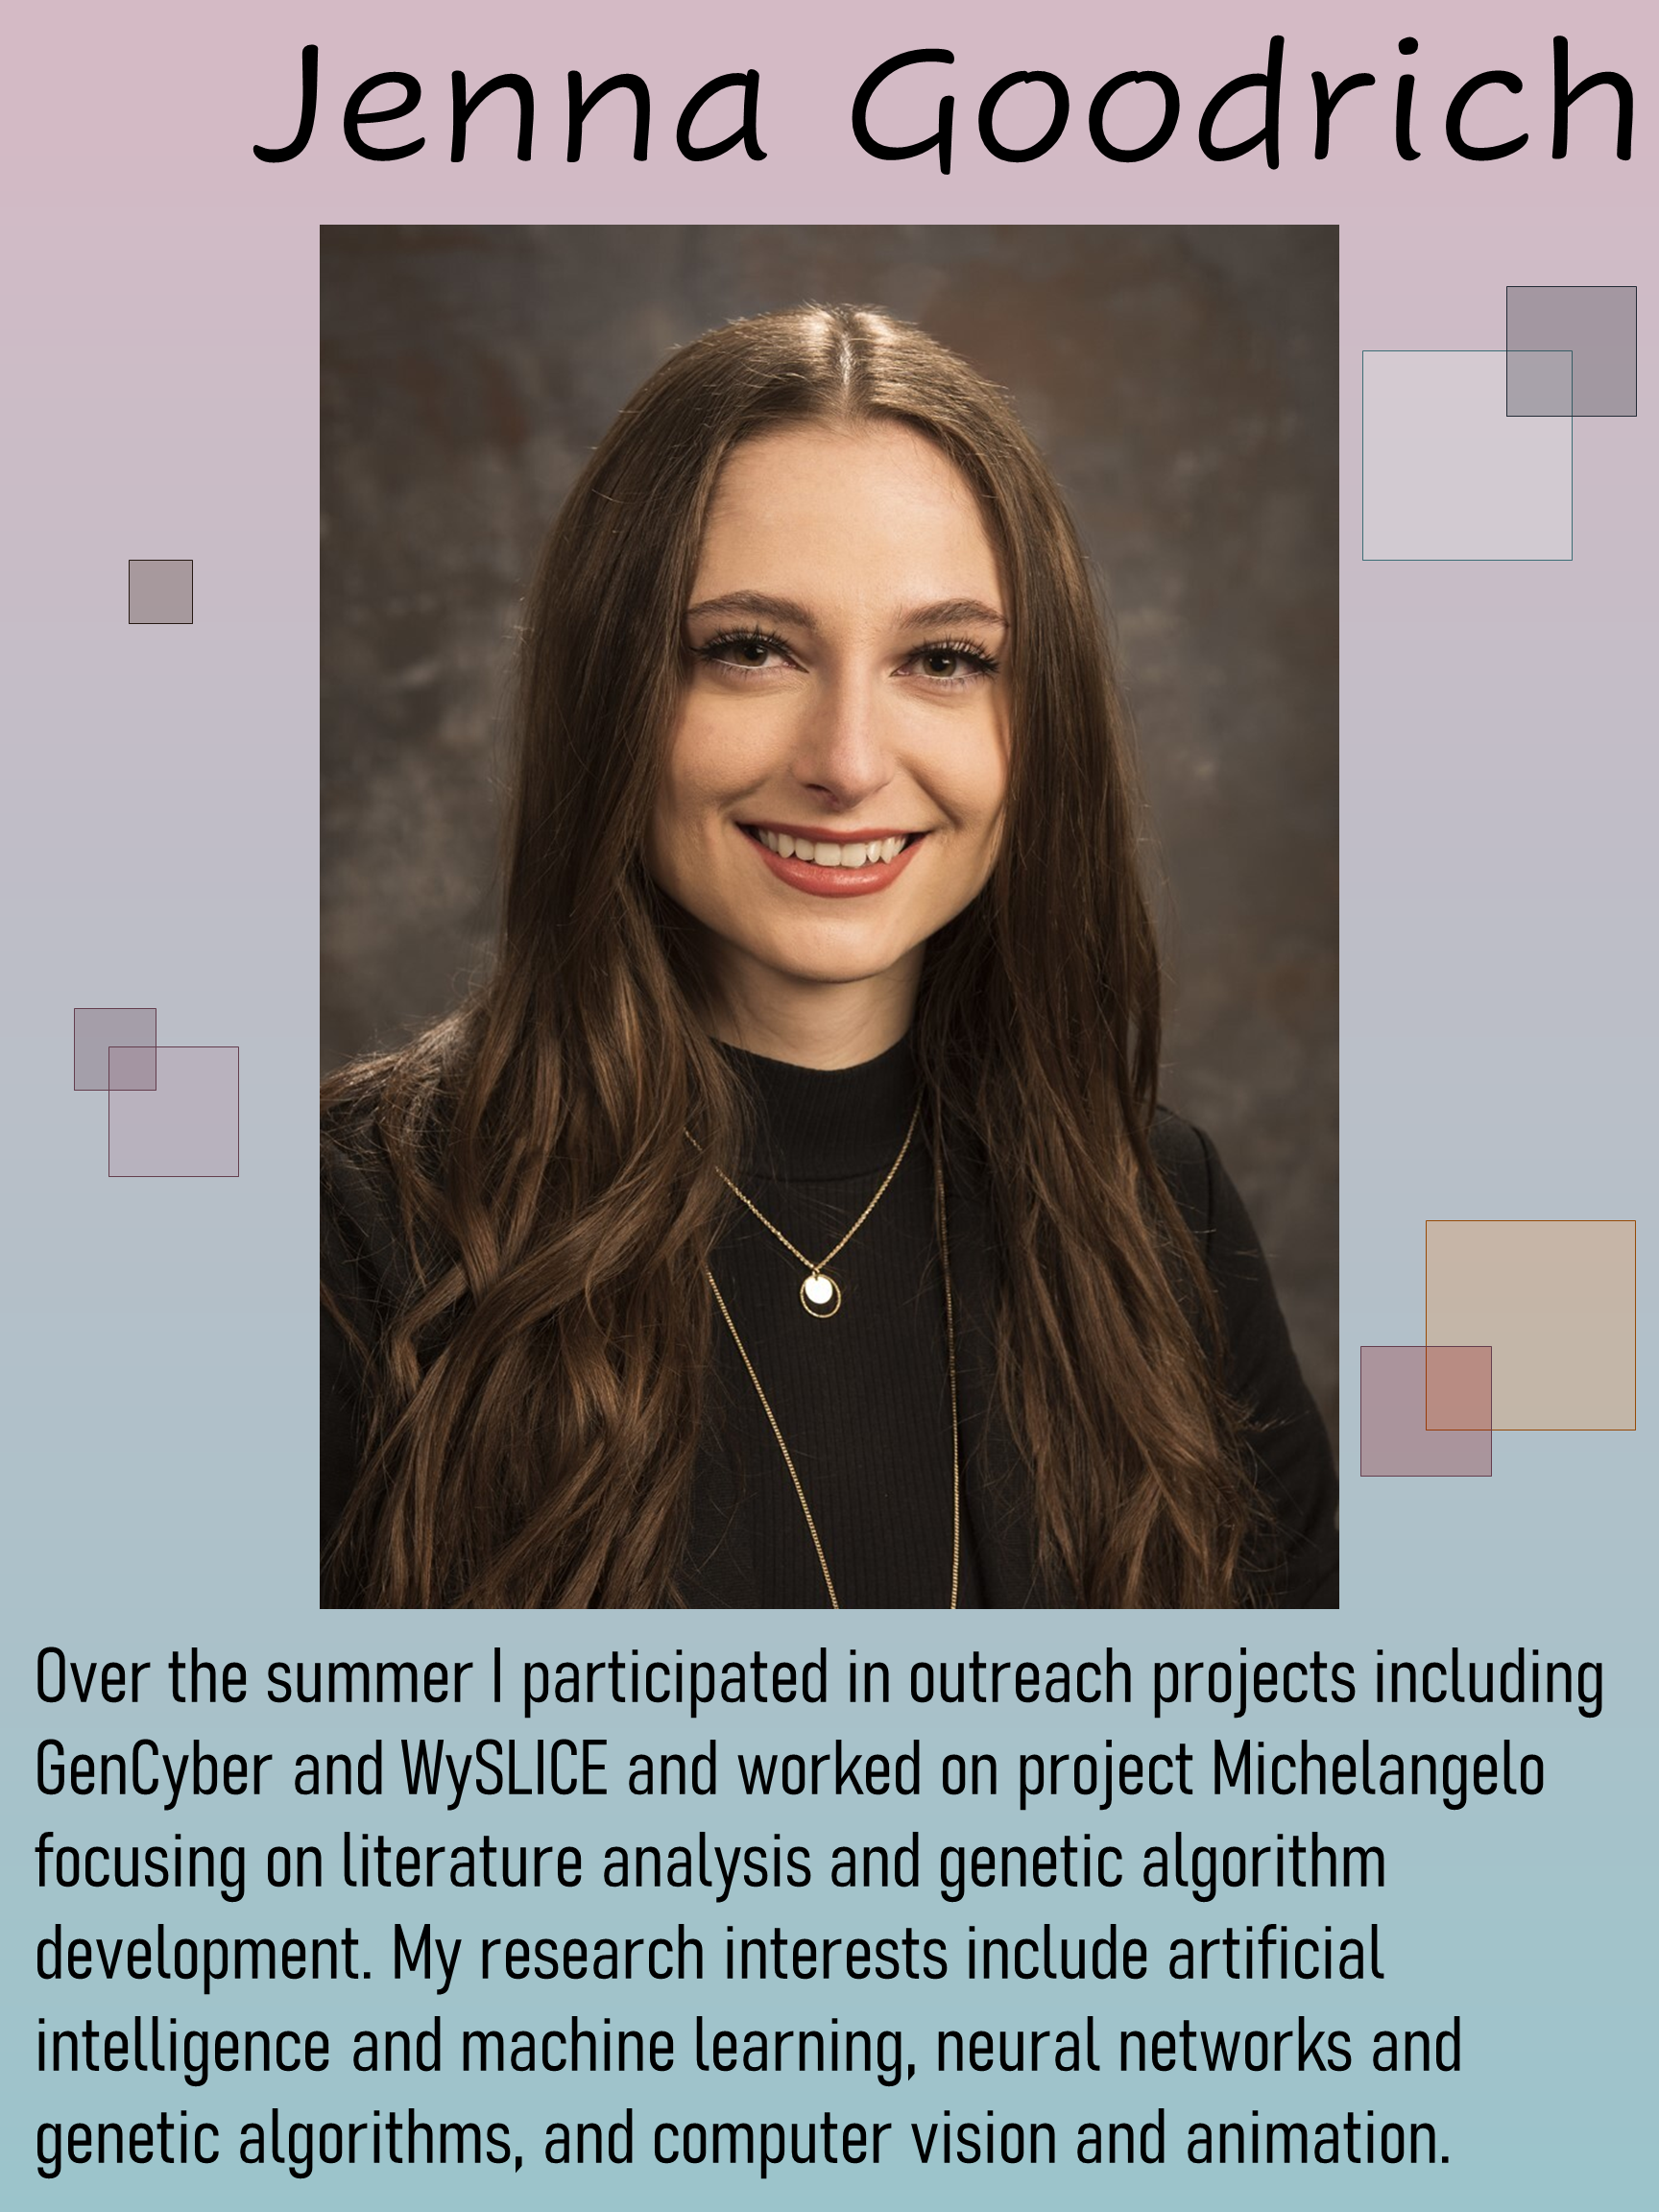 Jenna Goodrich
Over the summer I participated in outreach projects including
GenCyber and WySLICE and worked on project Michelangelo
focusing on literature analysis and genetic algorithm
development. My research interests include artificial
intelligence and machine learning, neural networks and
genetic algorithms, and computer vision and animation.